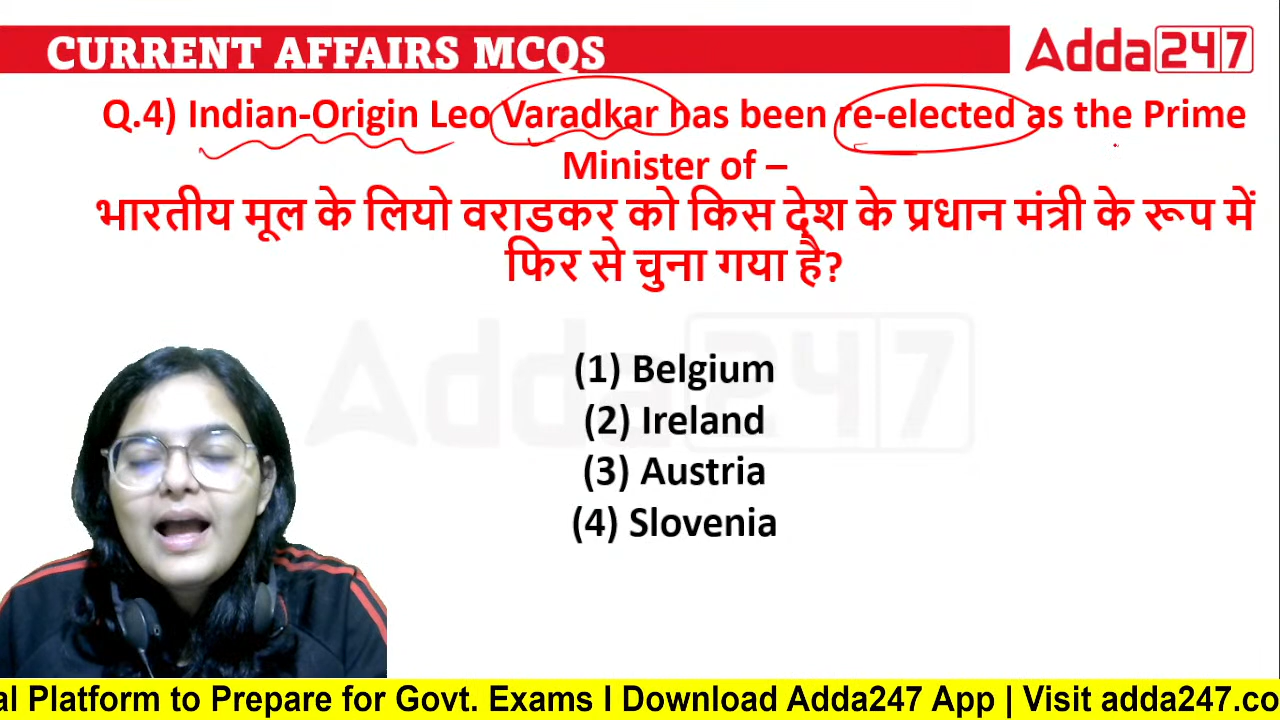 CURRENT AFFAIRS MCQS
Adda247
Q.4) Indian-Origin Leo Varadkar has been re-elected as the Prime
Minister of –
भारतीय मूल के लियो वराडकर को किस देश के प्रधान मंत्री के रूप में
फिर से चुना गया है?
Adda247
(1) Belgium
(2) Ireland
(3) Austria
(4) Slovenia
al Platform to Prepare for Govt. Exams I Download Adda247 App | Visit adda247.co